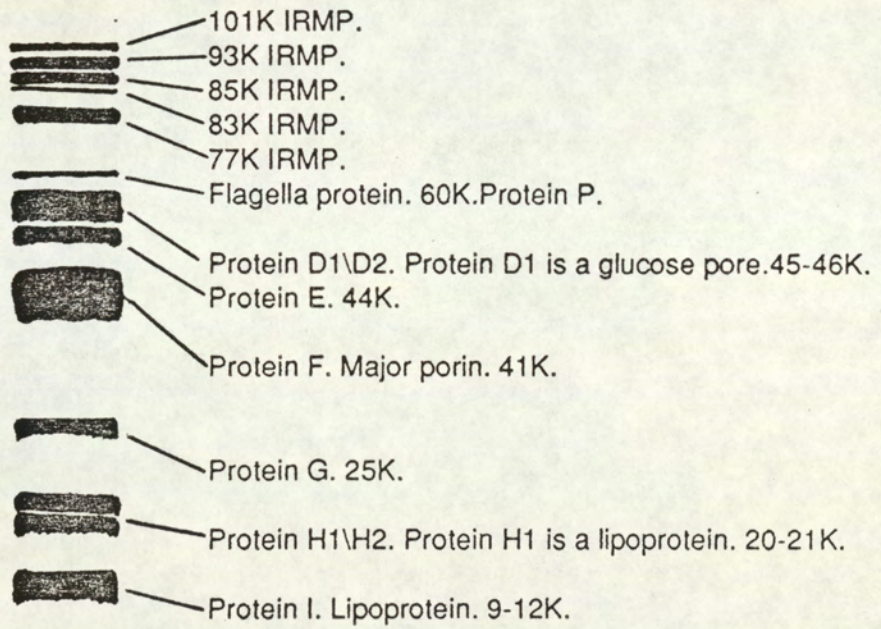 101K IRMP.
93K IRMP.
85K IRMP.
83K IRMP.
77K IRMP.
Flagella protein. 60K.Protein P.
Protein D1\D2. Protein D1 is a glucose pore.45-46K.
Protein E. 44K.
Protein F. Major porin. 41K.
Protein G. 25K.
Protein H1\H2. Protein H1 is a lipoprotein. 20-21K.
Protein I. Lipoprotein. 9-12K.